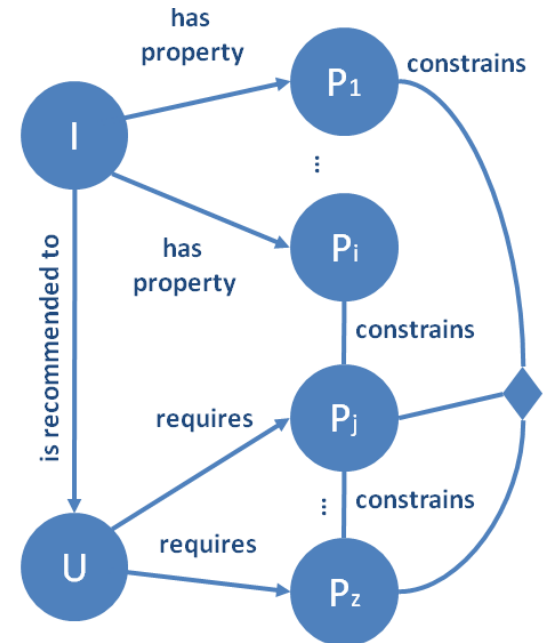 has
property
P1
constrains
I
...
has
property
Pi
is recommended to
constrains
requires
Pj
...
constrains
requires
U
Pz